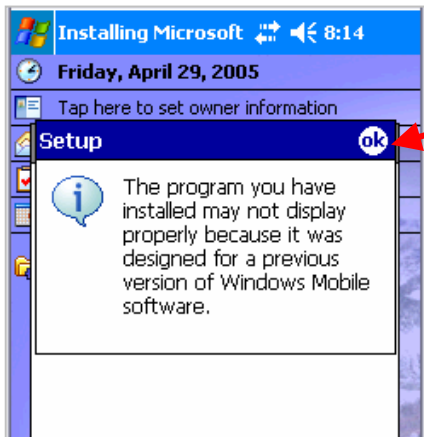 Installing Microsoft 8:14
Friday, April 29, 2005
Tap here to set owner information
Setup ok
The program you have
installed may not display
properly because it was
designed for a previous
version of Windows Mobile
software.